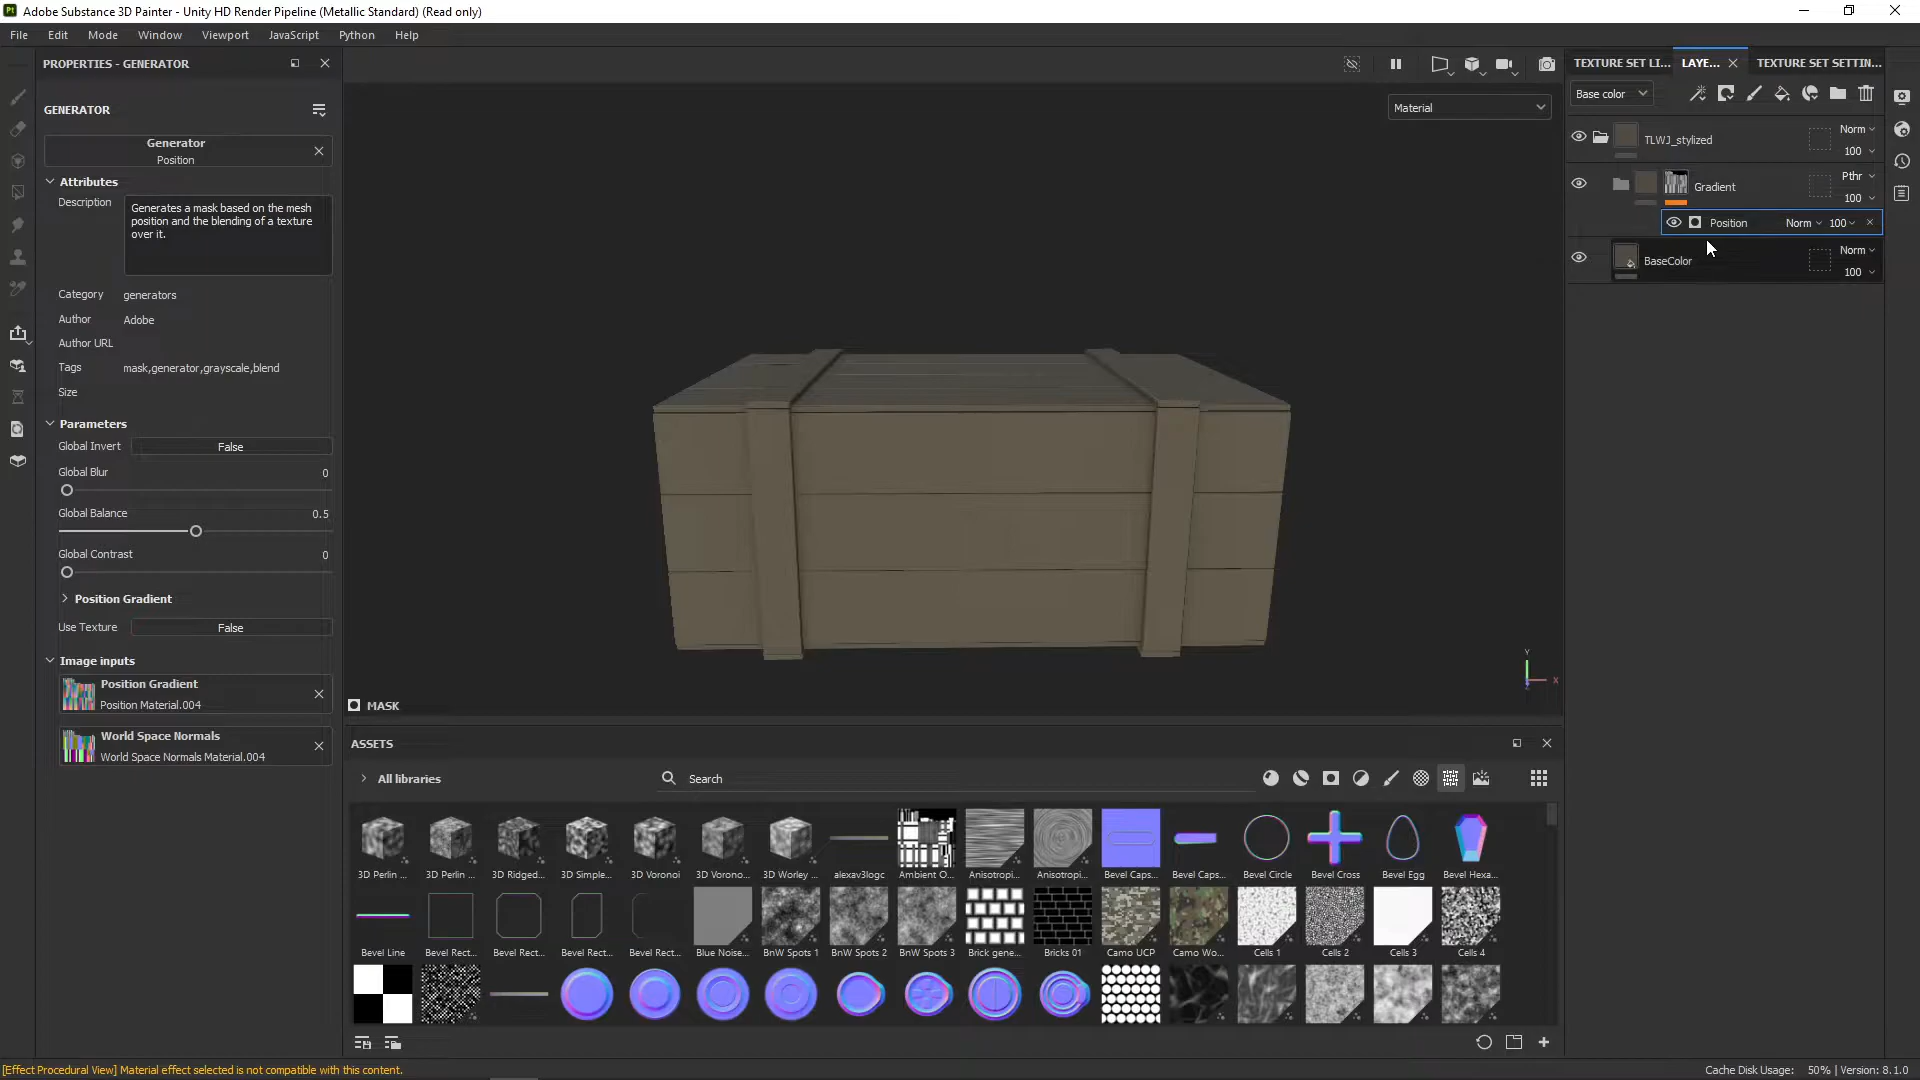 Adobe Substance 3D Painter - Unity HD Render Pipeline (Metallic Standard) (Read only)
File Edit Mode Window Viewport JavaScript Python Help
PROPERTIES - GENERATOR
GENERATOR
Generator
Position
Attributes
Description
Generates a mask based on the mesh
position and the blending of a texture
over it.
Category generators
Author Adobe
Author URL
Tags mask,generator,grayscale,blend
Size
Parameters
Global Invert False
Global Blur 0
Global Balance 0.5
Global Contrast 0
Position Gradient
Use Texture False
Image inputs
Position Gradient
Position Material.004
World Space Normals
World Space Normals Material.004
Material
Y
X
MASK
ASSETS
All libraries
Search
3D Perlin ... 3D Perlin ... 3D Ridged... 3D Simple... 3D Voronoi 3D Vorono... 3D Worley ... alexav3logc Ambient O... Anisotropi... Anisotropi... Bevel Caps... Bevel Caps... Bevel Circle Bevel Cross Bevel Egg Bevel Hexa...
Bevel Line Bevel Rect... Bevel Rect... Bevel Rect... Bevel Rect... Blue Noise... BnW Spots 1 BnW Spots 2 BnW Spots 3 Brick gene... Bricks 01 Camo UCP Camo Wo... Cells 1 Cells 2 Cells 3 Cells 4
TEXTURE SET LI... LAYE... TEXTURE SET SETTIN...
Base color
TLWJ_stylized Norm
100
Gradient Pthr
100
Position Norm 100
BaseColor Norm
100
[Effect Procedural View] Material effect selected is not compatible with this content.
Cache Disk Usage: 50% | Version: 8.1.0